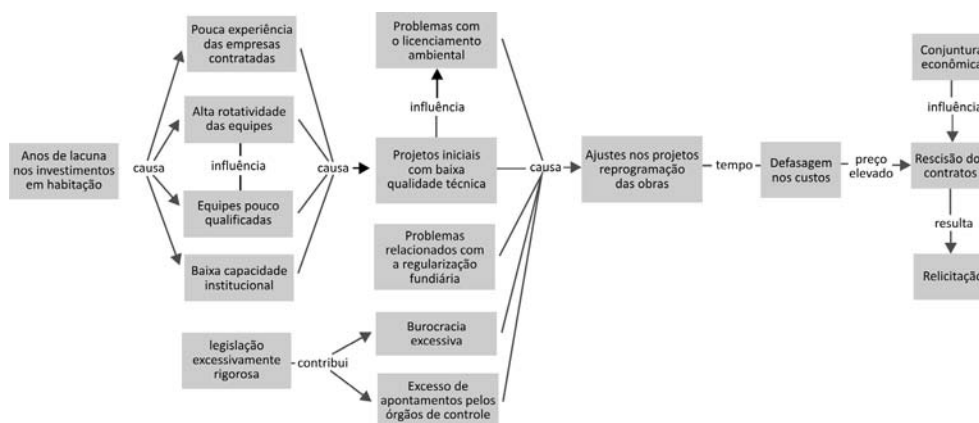 Anos de lacuna
nos investimentos
em habitação
causa
Pouca experiência
das empresas
contratadas
Alta rotatividade
das equipes
influência
Equipes pouco
qualificadas
Baixa capacidade
institucional
causa
legislação
excessivamente
rigorosa
contribui
Problemas com
o licenciamento
ambiental
influência
Projetos iniciais
com baixa
qualidade técnica
Problemas
relacionados com
a regularização
fundiária
Burocracia
excessiva
Excesso de
apontamentos pelos
órgãos de controle
causa
Ajustes nos projetos
reprogramação
das obras
tempo
Defasagem
nos custos
preço
elevado
Conjuntura
econômica
influência
Rescisão do
contratos
resulta
Relicitação